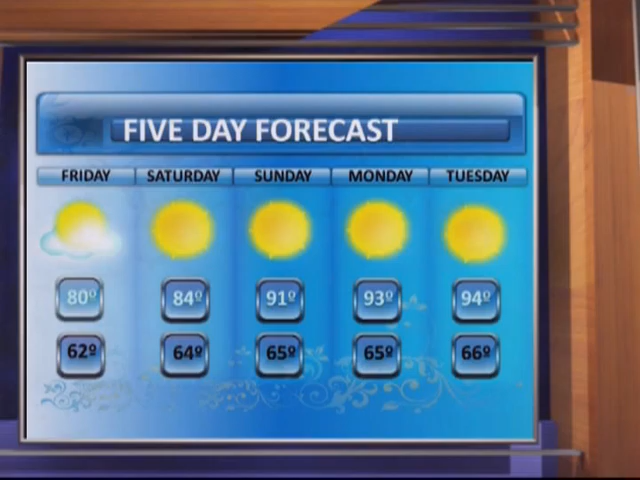 FIVE DAY FORECAST
FRIDAY SATURDAY SUNDAY MONDAY TUESDAY
80º 84º 91º 93º 94º
62º 64º 65º 65º 66º